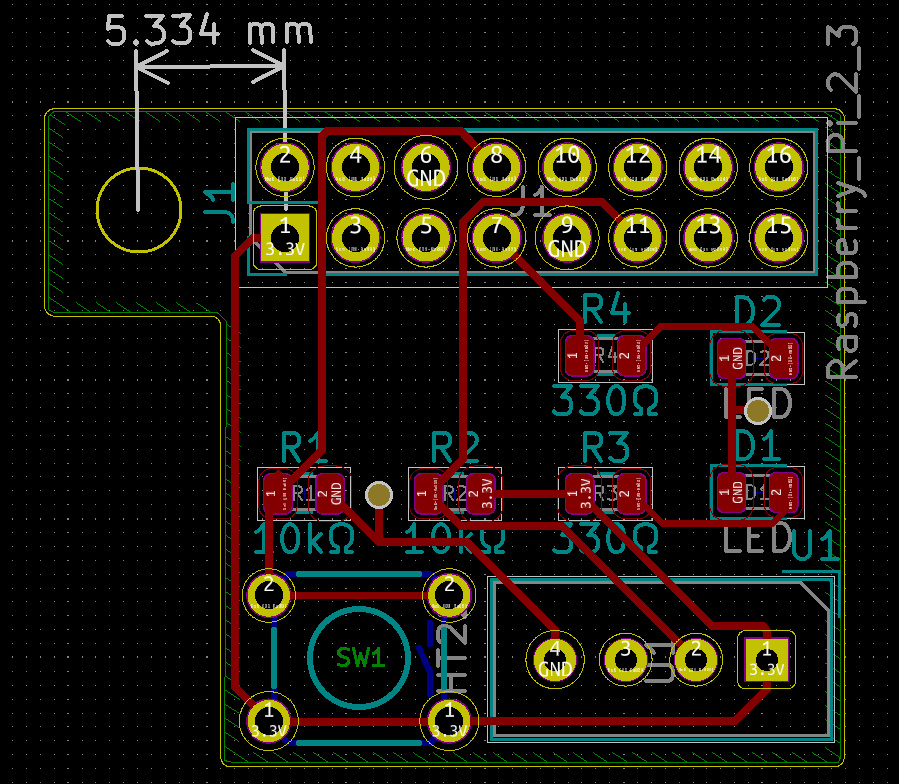 5.334 mm
Raspberry_Pi_2_3
J1
2
4
6
GND
8
10
12
14
16
J1
1
3.3V
3
5
7
9
GND
11
13
15
R4
D2
1
R4
2
1
GND
D2
2
330Ω
LED
R1
R2
R3
D1
1
R1
2
GND
1
R2
2
3.3V
1
3.3V
R3
2
1
GND
D1
2
10kΩ
10kΩ
330Ω
LED
U1
2
2
SW1
4
GND
3
U1
2
1
3.3V
1
3.3V
1
3.3V